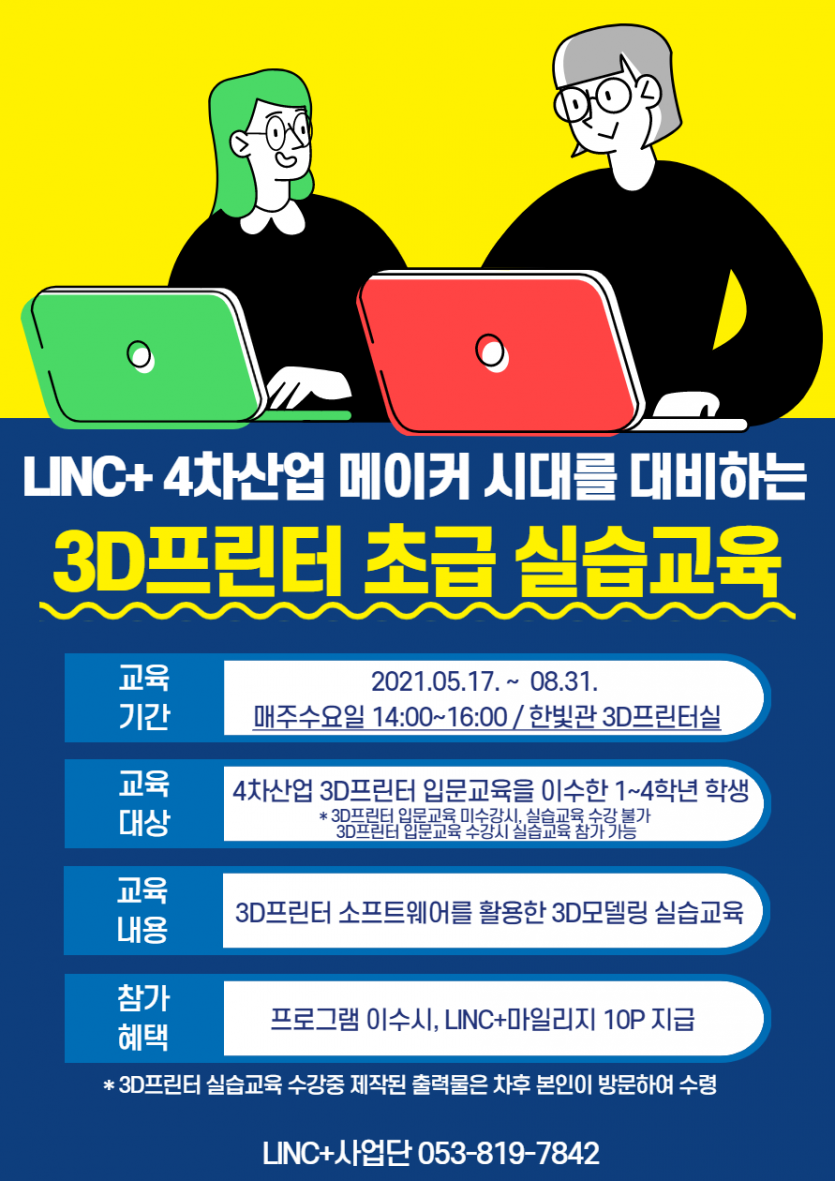 LINC+ 4차산업 메이커 시대를 대비하는
3D프린터 초급 실습교육
교육
기간
2021.05.17. ~ 08.31.
매주수요일 14:00~16:00 / 한빛관 3D프린터실
교육
대상
4차산업 3D프린터 입문교육을 이수한 1~4학년 학생
* 3D프린터 입문교육 미수강시, 실습교육 수강 불가
3D프린터 입문교육 수강시 실습교육 참가 가능
교육
내용
3D프린터 소프트웨어를 활용한 3D모델링 실습교육
참가
혜택
프로그램 이수시, LINC+마일리지 10P 지급
* 3D프린터 실습교육 수강중 제작된 출력물은 차후 본인이 방문하여 수령
LINC+사업단 053-819-7842